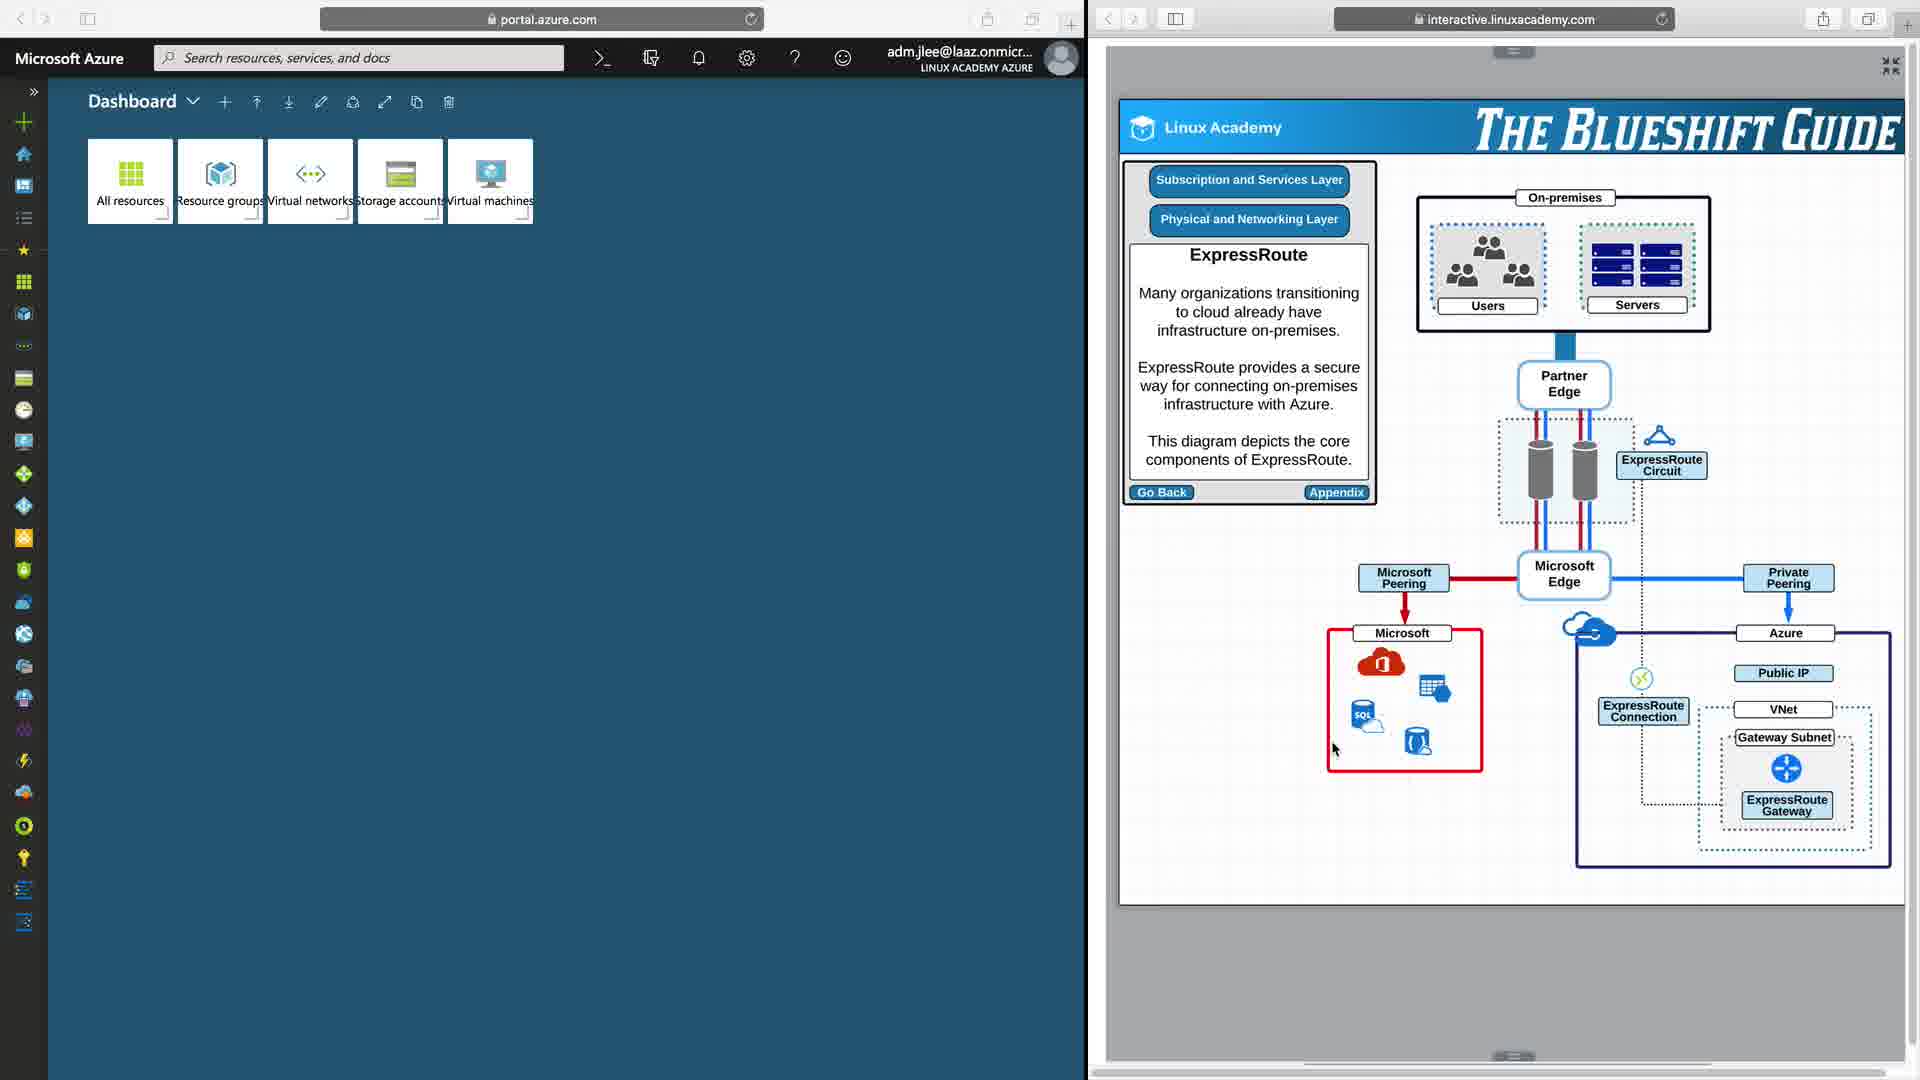 portal.azure.com
Microsoft Azure
Search resources, services, and docs
adm.jlee@laaz.onmicr...
LINUX ACADEMY AZURE
Dashboard
All resources
Resource groups
Virtual networks
Storage accounts
Virtual machines
interactive.linuxacademy.com
Linux Academy
THE BLUESHIFT GUIDE
Subscription and Services Layer
Physical and Networking Layer
ExpressRoute
Many organizations transitioning
to cloud already have
infrastructure on-premises.
ExpressRoute provides a secure
way for connecting on-premises
infrastructure with Azure.
This diagram depicts the core
components of ExpressRoute.
Go Back
Appendix
On-premises
Users
Servers
Partner
Edge
ExpressRoute
Circuit
Microsoft
Peering
Microsoft
Edge
Private
Peering
Microsoft
SQL
Azure
Public IP
ExpressRoute
Connection
VNet
Gateway Subnet
ExpressRoute
Gateway